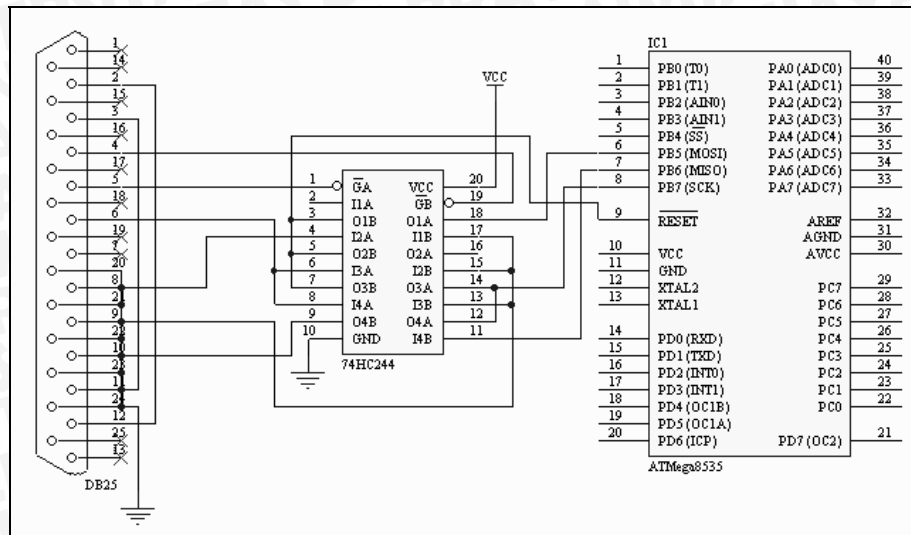 1
14
2
15
3
16
4
17
5
18
6
19
7
20
8
9
22
10
23
24
12
25
13
DB25
VCC
1 GA VCC 20
2 I1A GB 19
3 O1B O1A 18
4 I2A I1B 17
5 O2B O2A 16
6 I3A I2B 15
7 O3B O3A 14
8 I4A I3B 13
9 O4B O4A 12
10 GND I4B 11
74HC244
IC1
1 PB0 (T0) PA0 (ADC0) 40
2 PB1 (T1) PA1 (ADC1) 39
3 PB2 (AIN0) PA2 (ADC2) 38
4 PB3 (AIN1) PA3 (ADC3) 37
5 PB4 (SS) PA4 (ADC4) 36
6 PB5 (MOSI) PA5 (ADC5) 35
7 PB6 (MISO) PA6 (ADC6) 34
8 PB7 (SCK) PA7 (ADC7) 33
9 RESET AREF 32
AGND 31
10 VCC AVCC 30
11 GND
12 XTAL2 PC7 29
13 XTAL1 PC6 28
PC5 27
14 PD0 (RXD) PC4 26
15 PD1 (TXD) PC3 25
16 PD2 (INT0) PC2 24
17 PD3 (INT1) PC1 23
18 PD4 (OC1B) PC0 22
19 PD5 (OC1A)
20 PD6 (ICP) PD7 (OC2) 21
ATMega8535